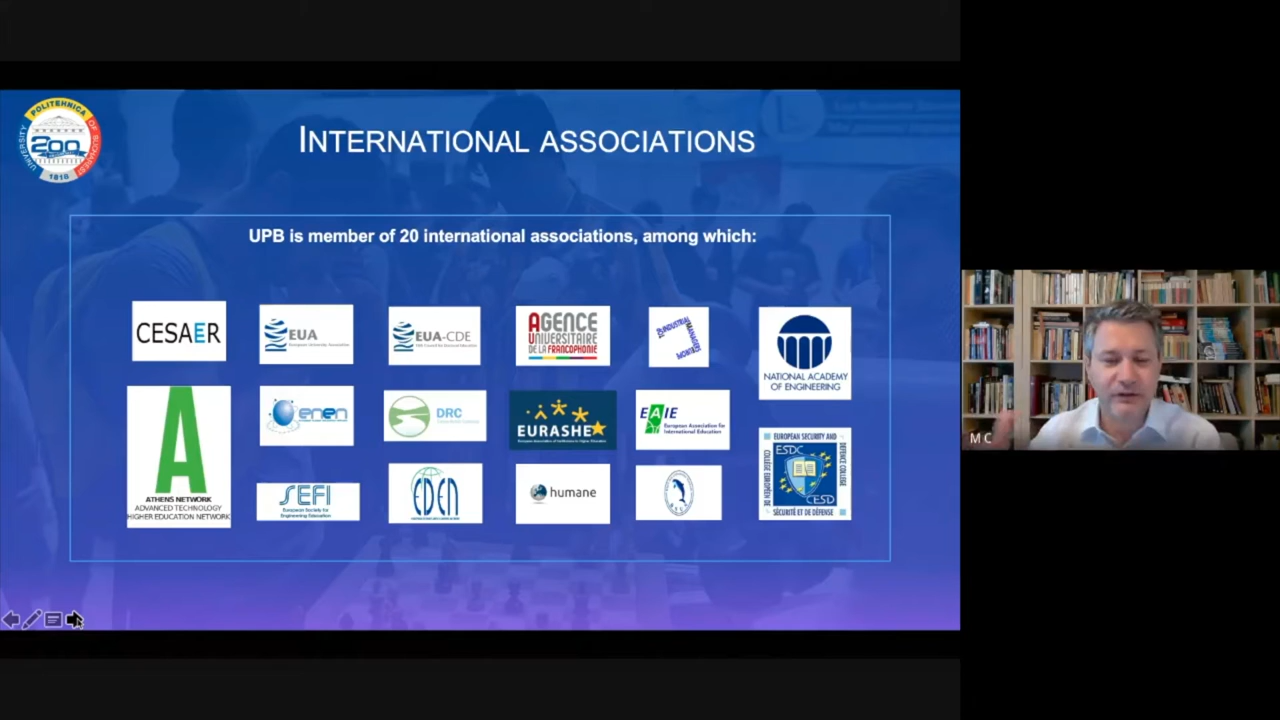 POLITEHNICA
UNIVERSITY
OF BUCHAREST
200
1818
INTERNATIONAL ASSOCIATIONS
UPB is member of 20 international associations, among which:
CESAER
EUA
European University Association
EUA-CDE
AGENCE
UNIVERSITAIRE
DE LA FRANCOPHONIE
INDUSTRIAL
NATIONAL ACADEMY
OF ENGINEERING
ATHENS NETWORK
ADVANCED TECHNOLOGY
HIGHER EDUCATION NETWORK
enen
DRC
EURASHE
EAIE
European Association for
International Education
SEFI
European Society for
Engineering Education
EDEN
humane
EUROPEAN SECURITY AND
DEFENCE COLLEGE
COLLÈGE EUROPÉEN DE
SÉCURITÉ ET DE DÉFENSE
ESDC
CESD
M C